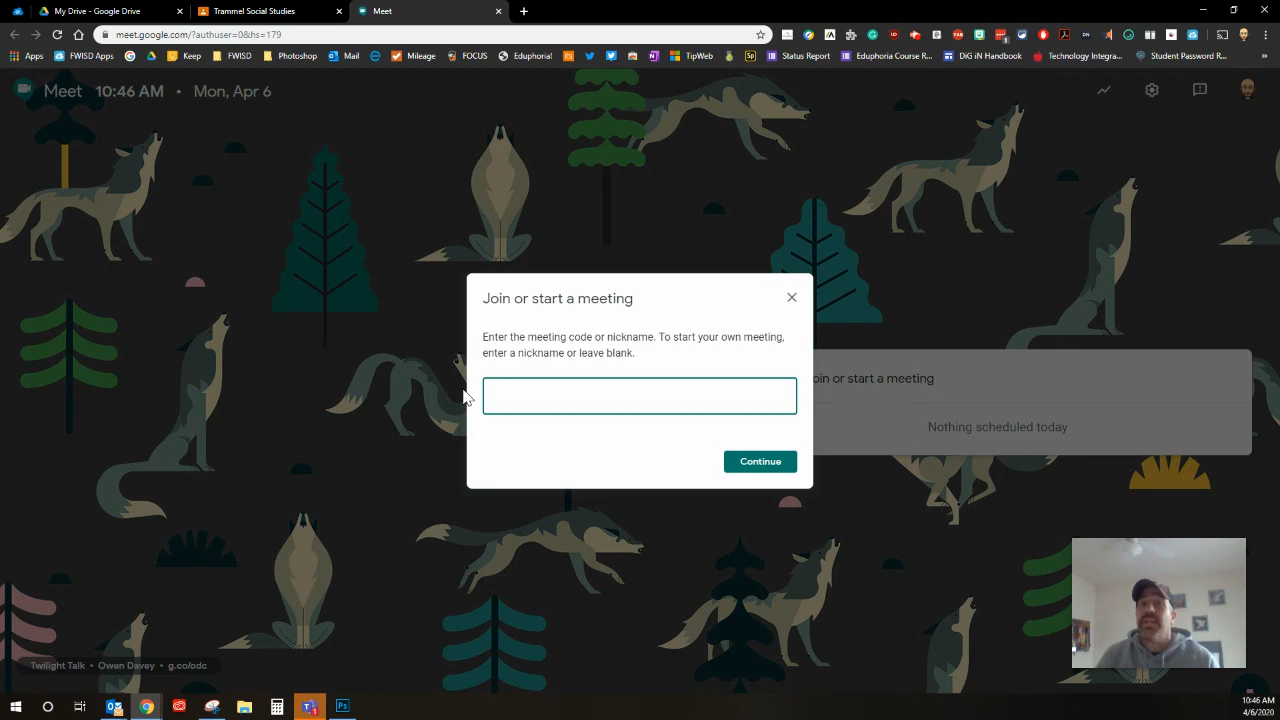 My Drive - Google Drive
Trammel Social Studies
Meet
meet.google.com/?authuser=0&hs=179
Apps
FWISD Apps
Keep
FWISD
Photoshop
Mail
Mileage
FOCUS
Eduphoria!
TipWeb
Status Report
Eduphoria Course R...
DiG iN Handbook
Technology Integra...
Student Password R...
Meet 10:46 AM • Mon, Apr 6
Join or start a meeting
Enter the meeting code or nickname. To start your own meeting,
enter a nickname or leave blank.
Continue
oin or start a meeting
Nothing scheduled today
Twilight Talk • Owen Davey • g.co/odc
10:46 AM
4/6/2020